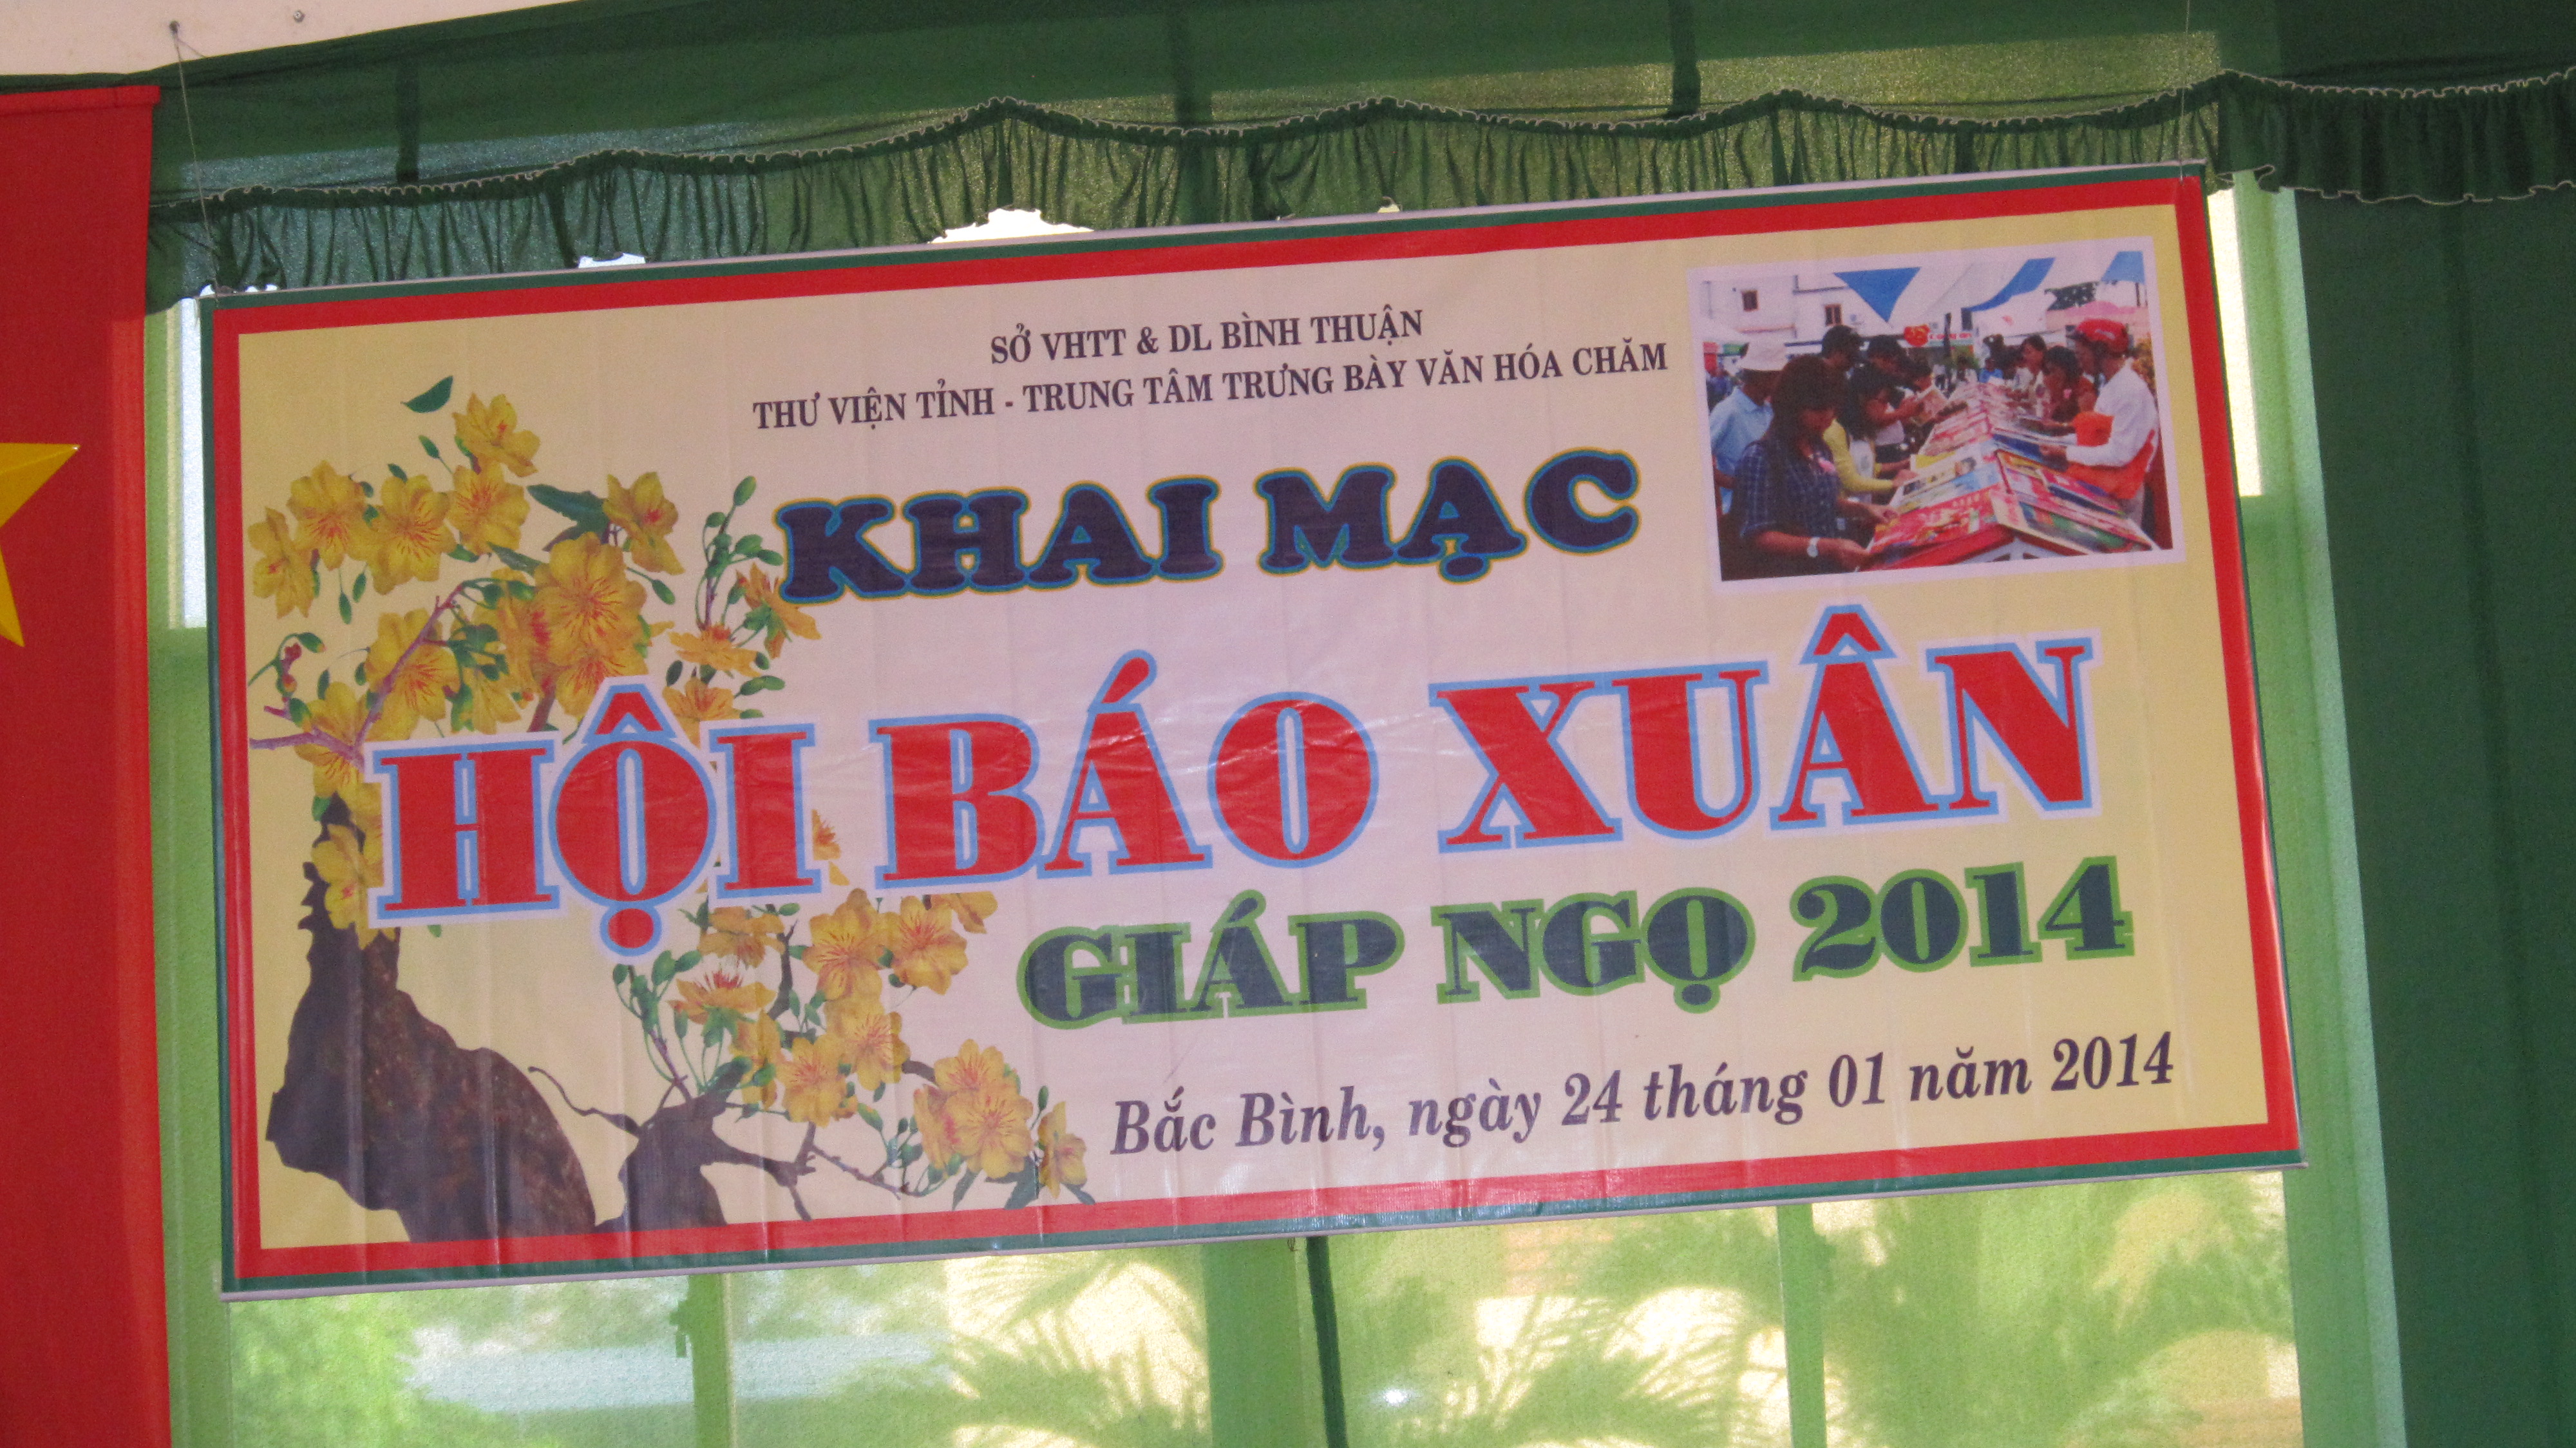 SỞ VHTT & DL BÌNH THUẬN
THƯ VIỆN TỈNH - TRUNG TÂM TRƯNG BÀY VĂN HÓA CHĂM
KHAI MẠC
HỘI BÁO XUÂN
GIÁP NGỌ 2014
Bắc Bình, ngày 24 tháng 01 năm 2014